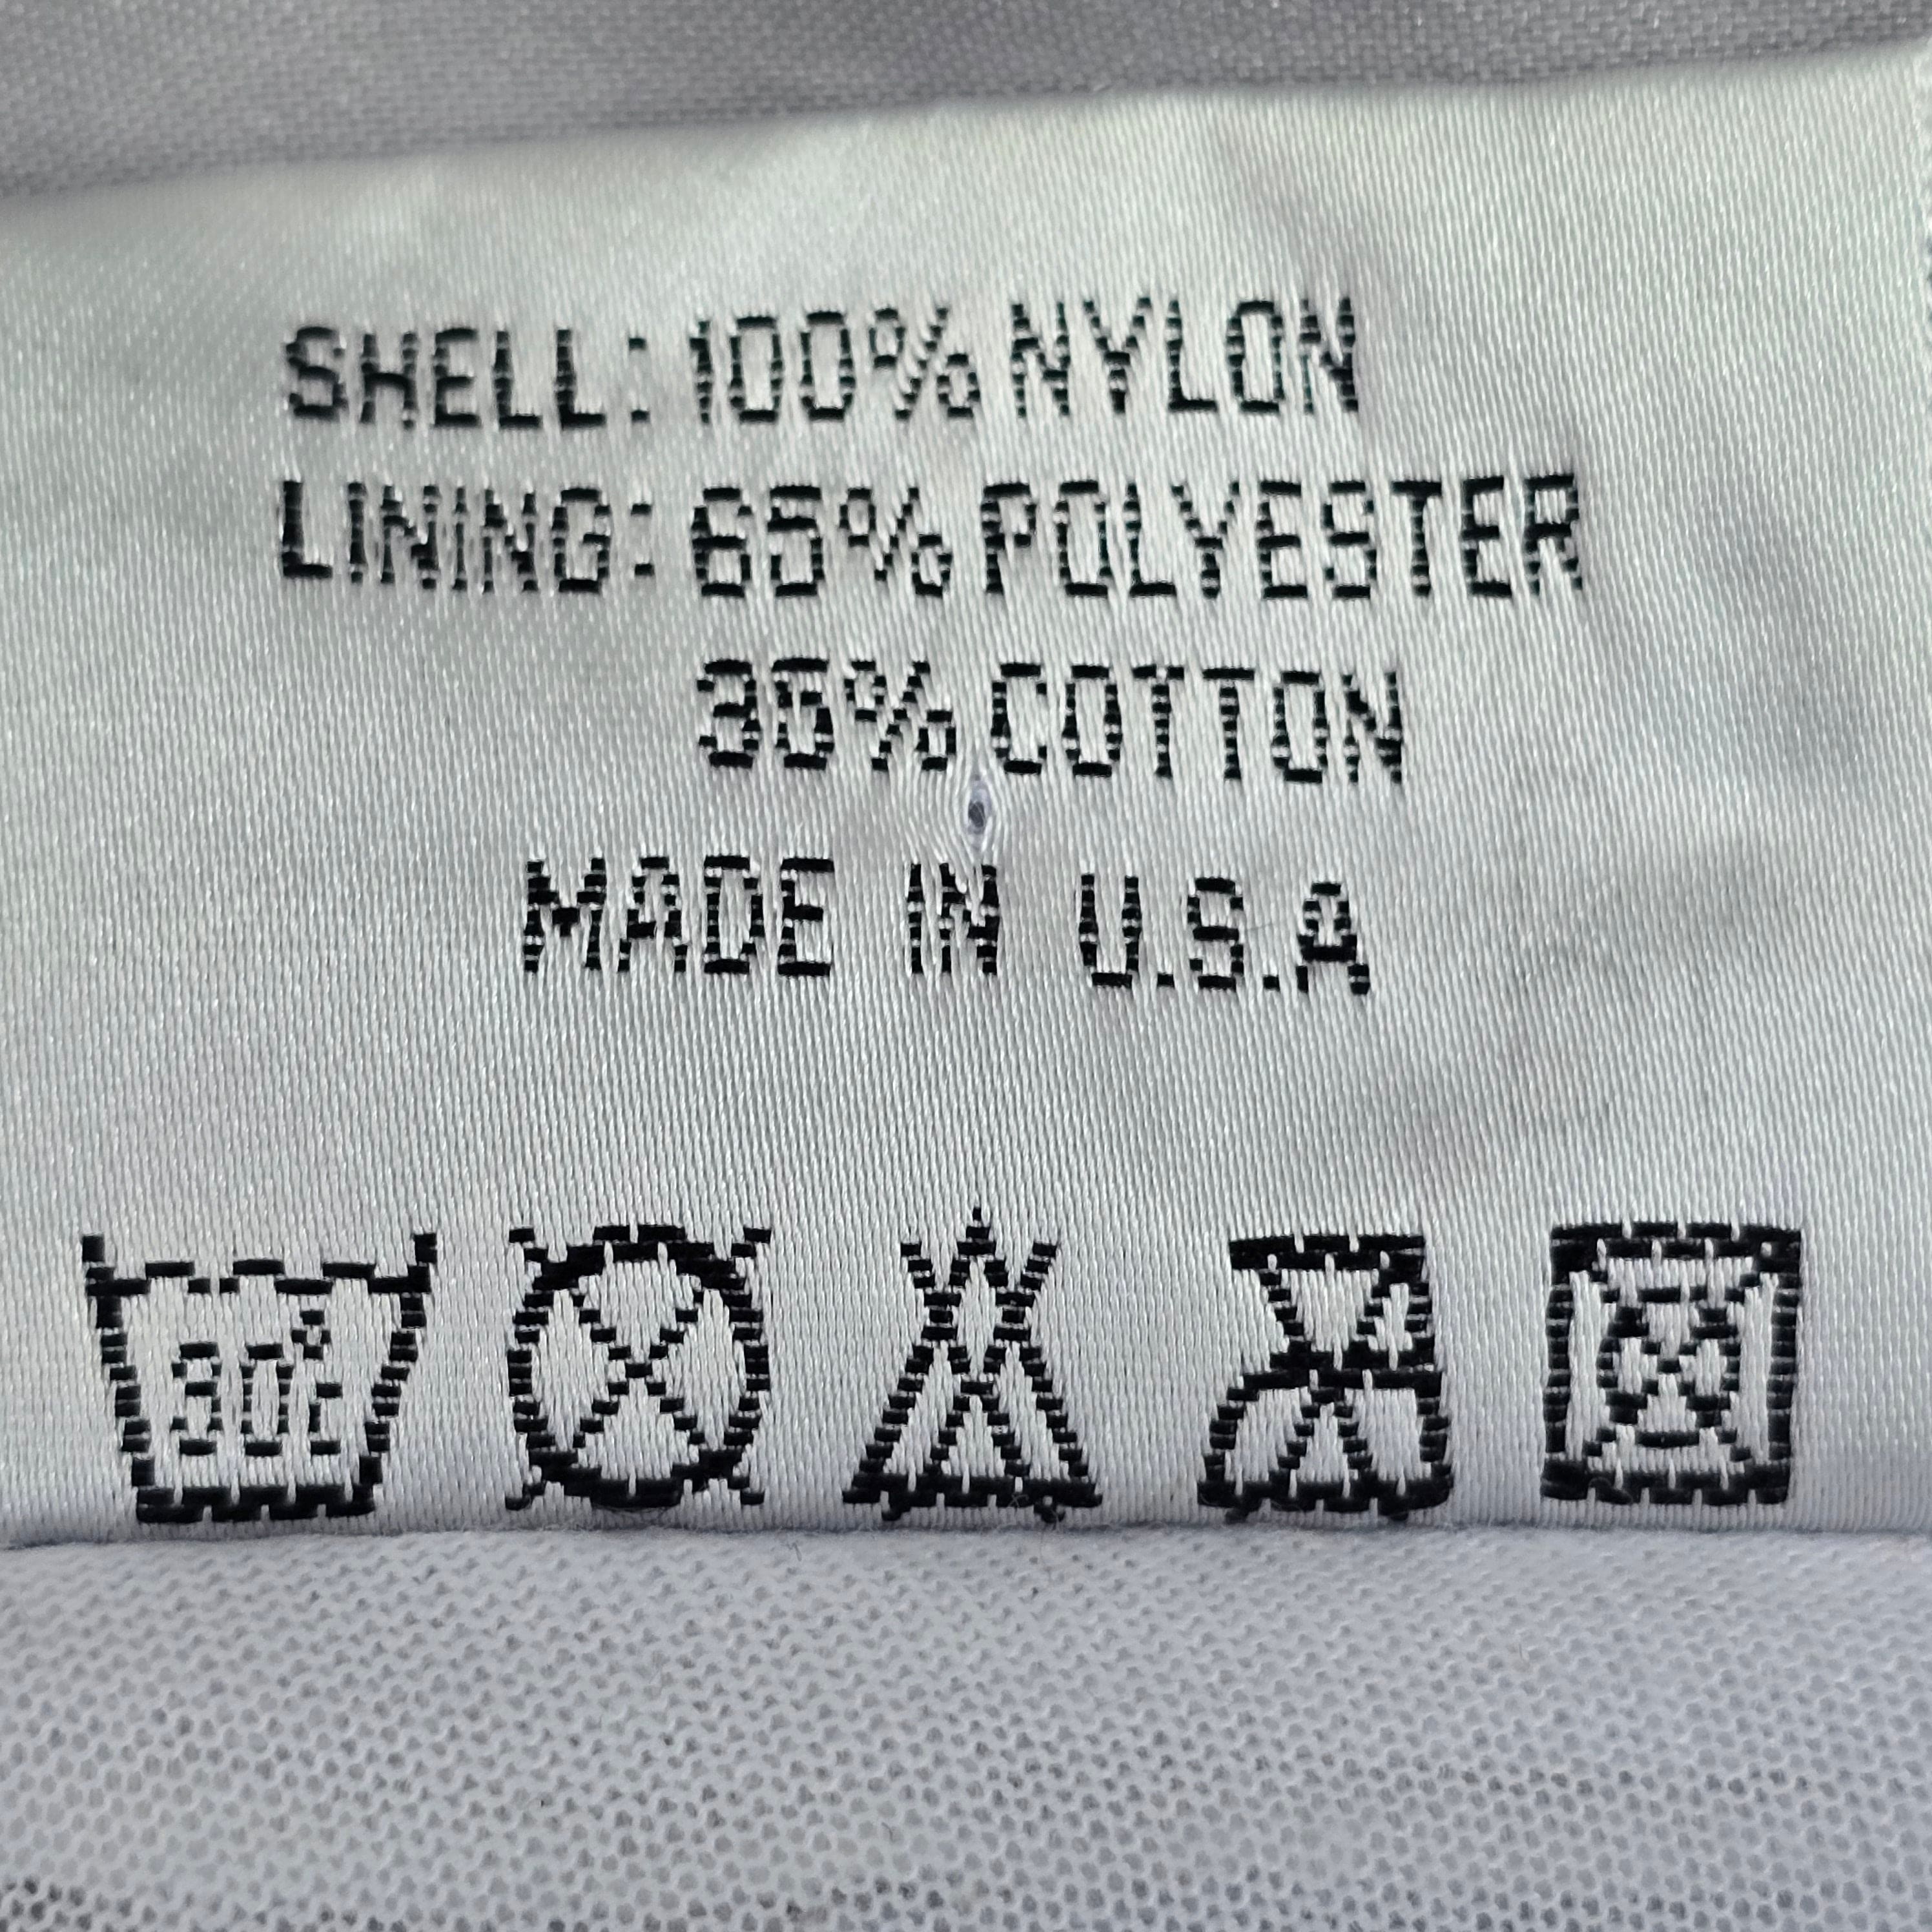 SHELL: 100% NYLON
LINING: 65% POLYESTER
35% COTTON
MADE IN U.S.A
30°C